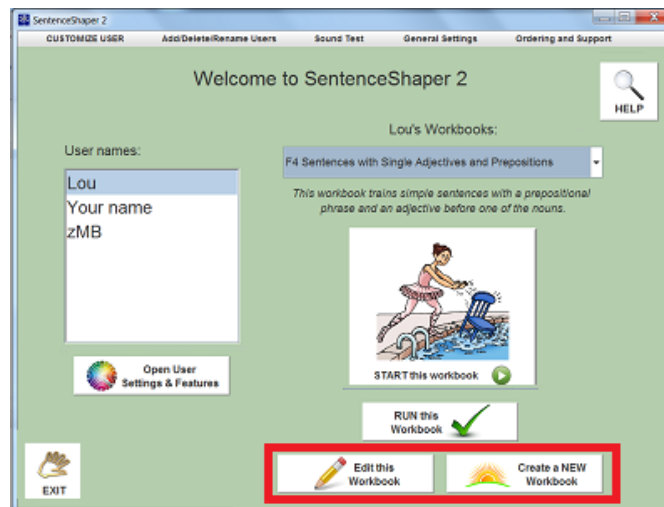 SentenceShaper 2
CUSTOMIZE USER Add/Delete/Rename Users Sound Test General Settings Ordering and Support
Welcome to SentenceShaper 2
HELP
Lou's Workbooks:
User names:
F4 Sentences with Single Adjectives and Prepositions
Lou
Your name
zMB
This workbook trains simple sentences with a prepositional
phrase and an adjective before one of the nouns.
START this workbook
Open User
Settings & Features
RUN this
Workbook
Edit this
Workbook
Create a NEW
Workbook
EXIT